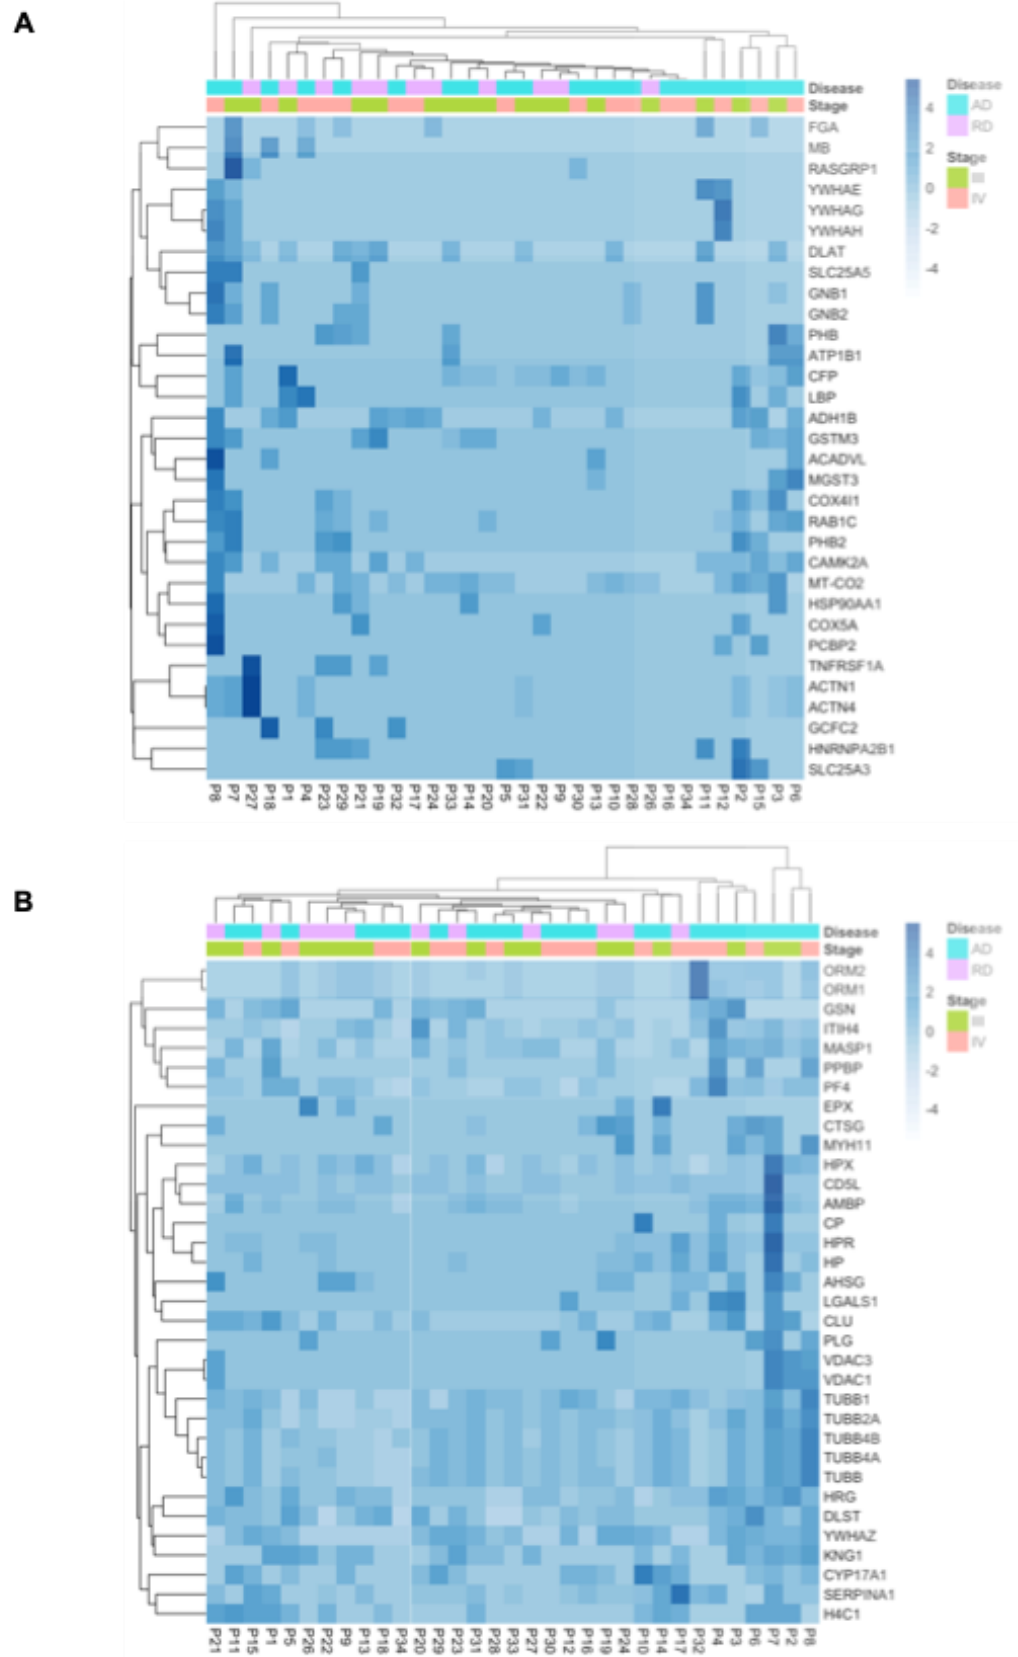 A
Disease
Stage
FGA
MB
RASGRP1
YWHAE
YWHAG
YWHAH
DLAT
SLC25A5
GNB1
GNB2
PHB
ATP1B1
CFP
LBP
ADH1B
GSTM3
ACADVL
MGST3
COX4I1
RAB1C
PHB2
CAMK2A
MT-CO2
HSP90AA1
COX5A
PCBP2
TNFRSF1A
ACTN1
ACTN4
GCFC2
HNRNPA2B1
SLC25A3
P8 P7 P27 P18 P1 P4 P23 P29 P21 P19 P32 P17 P24 P33 P14 P20 P5 P31 P22 P9 P30 P13 P10 P28 P26 P16 P34 P11 P12 P2 P15 P3 P6
4
2
0
-2
-4
Disease
AD
RD
Stage
III
IV
B
Disease
Stage
ORM2
ORM1
GSN
ITIH4
MASP1
PPBP
PF4
EPX
CTSG
MYH11
HPX
CD5L
AMBP
CP
HPR
HP
AHSG
LGALS1
CLU
PLG
VDAC3
VDAC1
TUBB1
TUBB2A
TUBB4B
TUBB4A
TUBB
HRG
DLST
YWHAZ
KNG1
CYP17A1
SERPINA1
H4C1
P21 P11 P15 P1 P5 P26 P22 P9 P13 P18 P34 P20 P29 P23 P31 P28 P33 P27 P30 P12 P16 P19 P24 P10 P14 P17 P32 P4 P3 P6 P7 P2 P8
4
2
0
-2
-4
Disease
AD
RD
Stage
III
IV